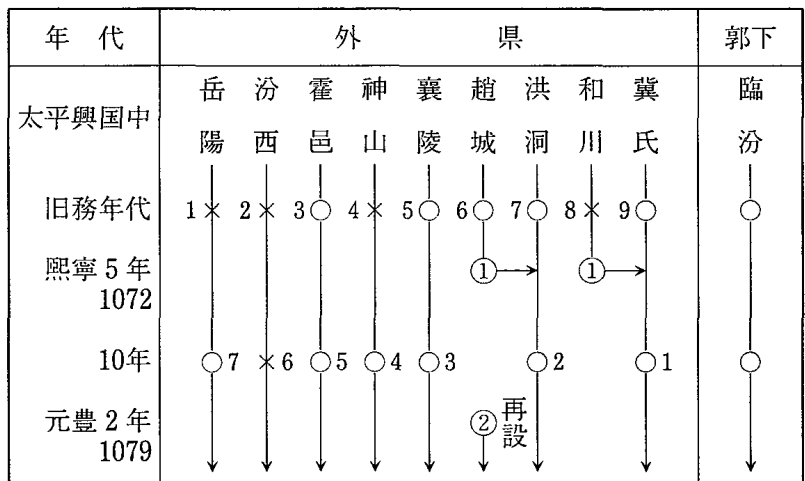 年代 外県 郭下
太平興国中 岳陽 汾西 霍邑 神山 襄陵 趙城 洪洞 和川 冀氏 臨汾
旧務年代 1× 2× 3○ 4× 5○ 6○ 7○ 8× 9○ ○
熙寧5年 ① ①
1072
10年 ○7 ×6 ○5 ○4 ○3 ○2 ○1 ○
元豊2年 ② 再設
1079